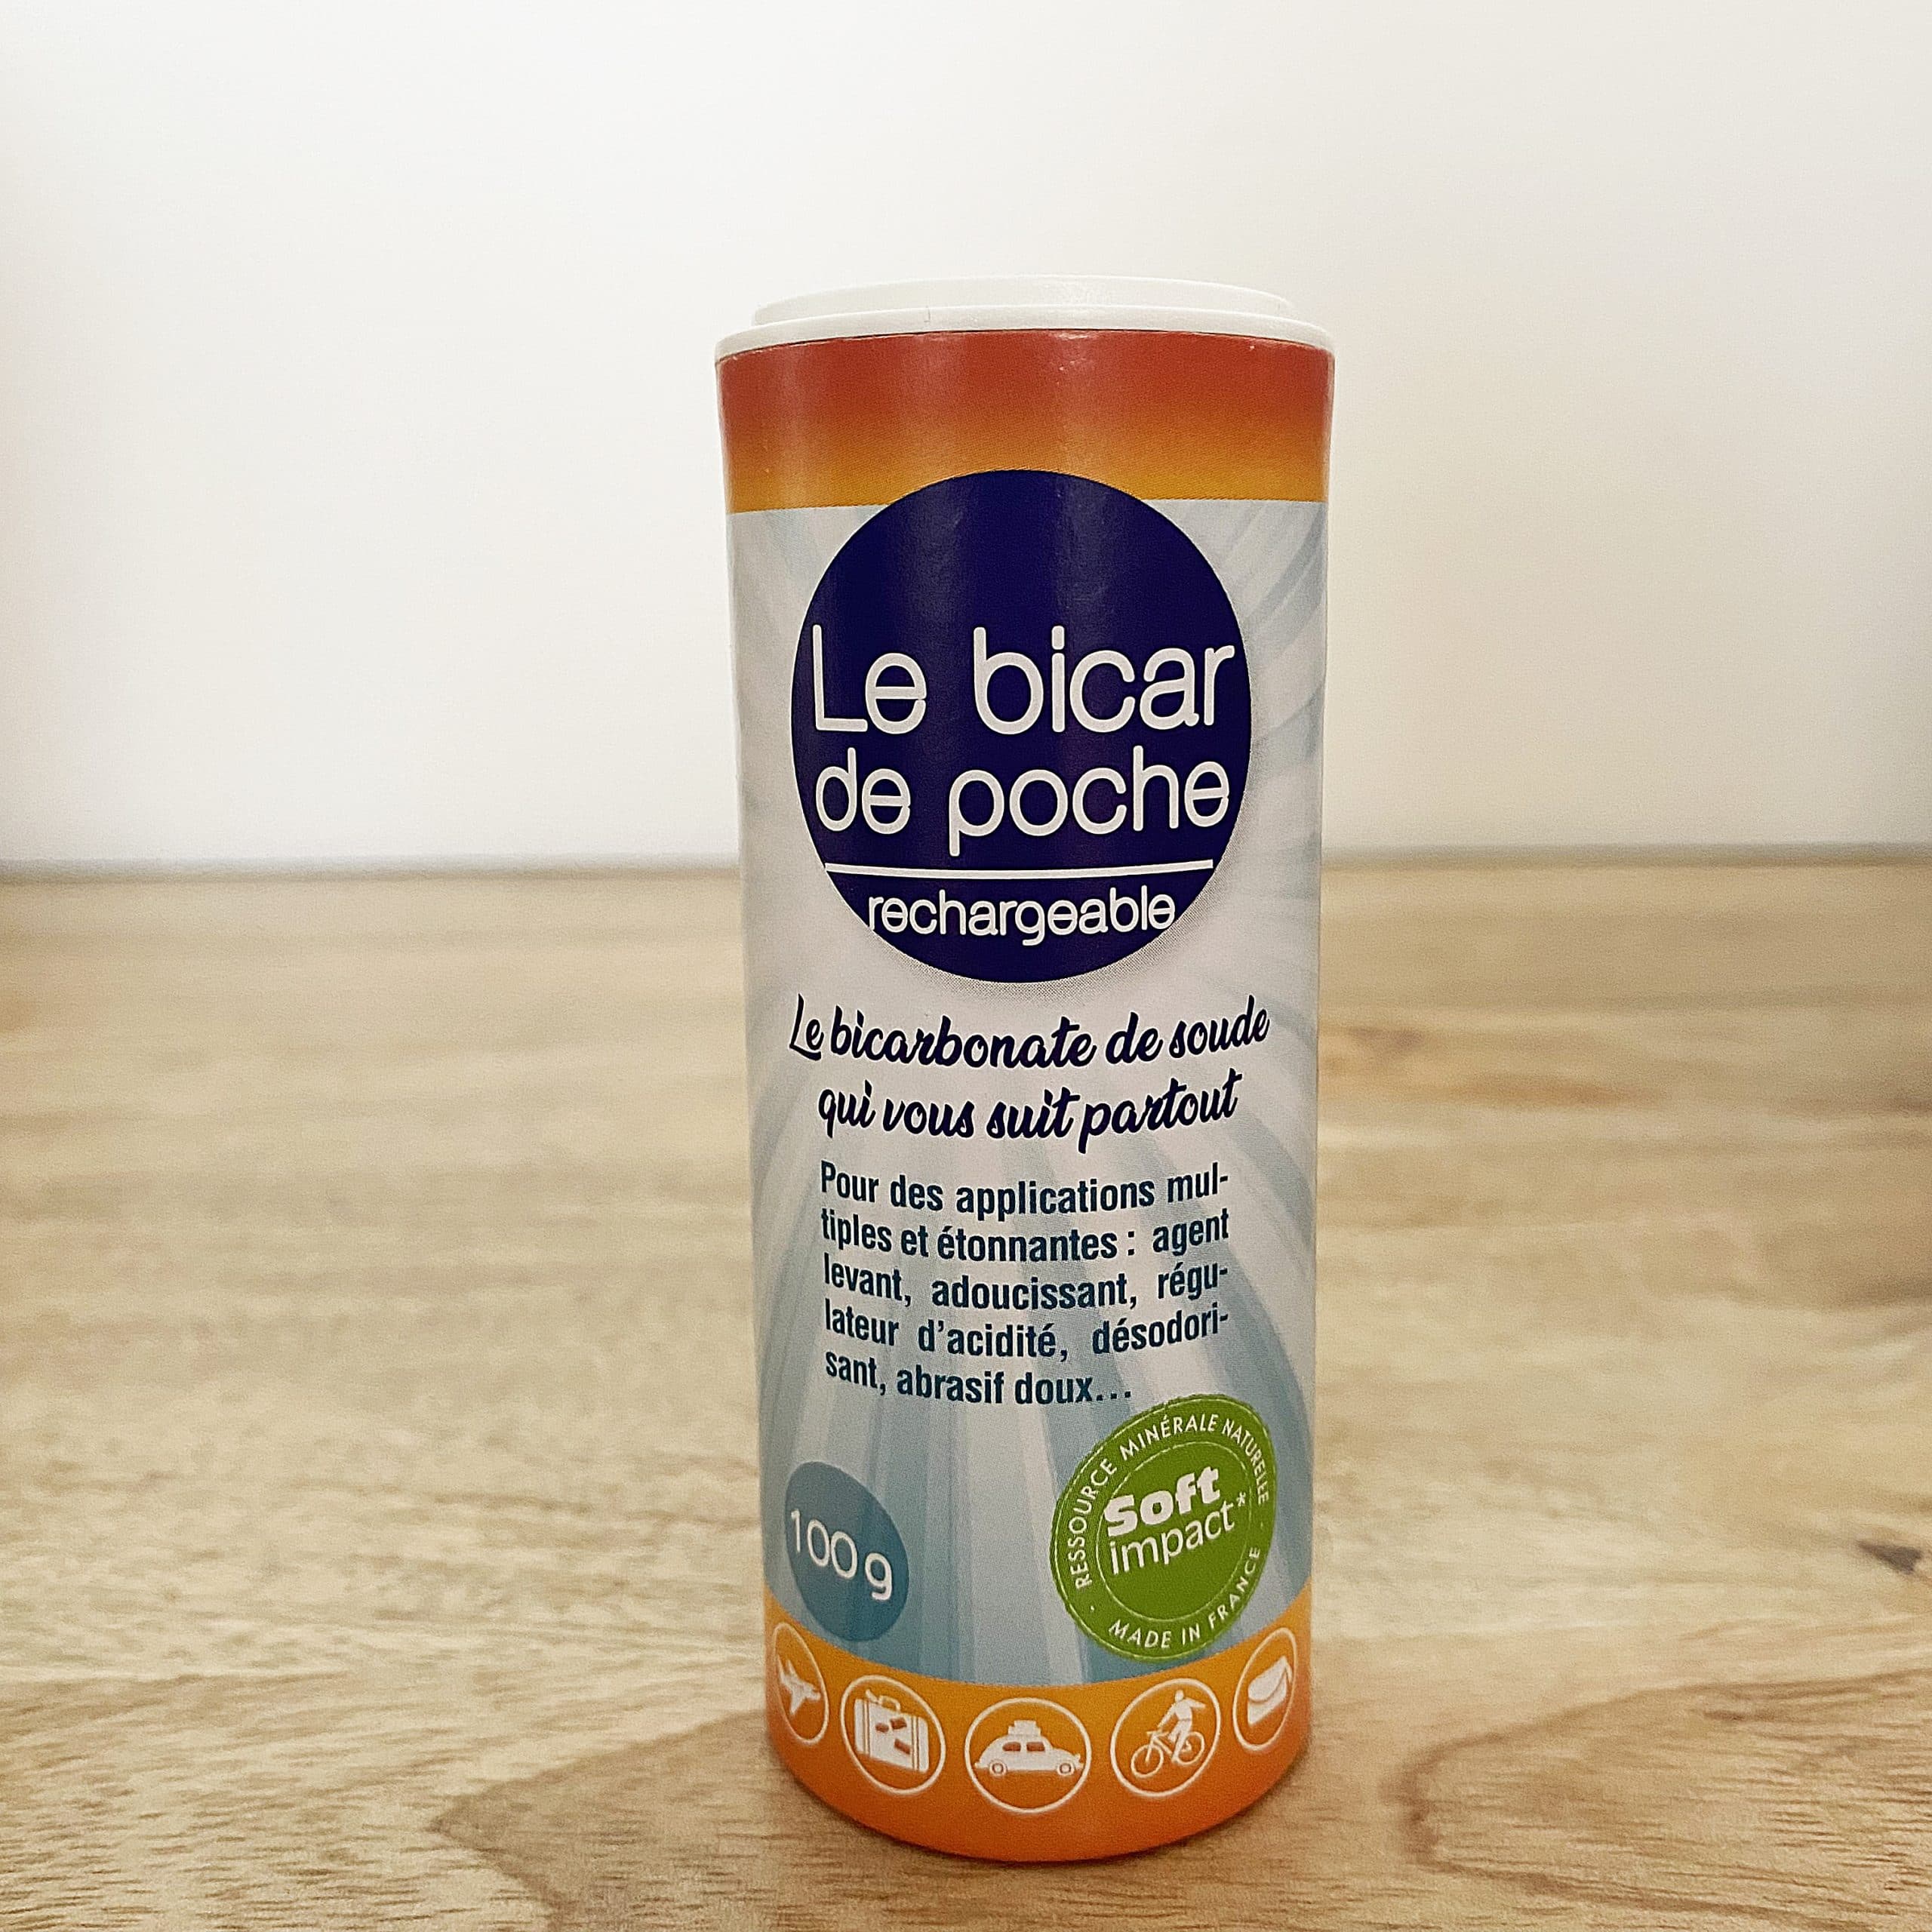 Le bicar
de poche
rechargeable
Le bicarbonate de soude
qui vous suit partout
Pour des applications mul-
tiples et étonnantes : agent
levant, adoucissant, régu-
lateur d'acidité, désodori-
sant, abrasif doux...
100g
RESSOURCE MINÉRALE NATURELLE
Soft
impact*
· MADE IN FRANCE